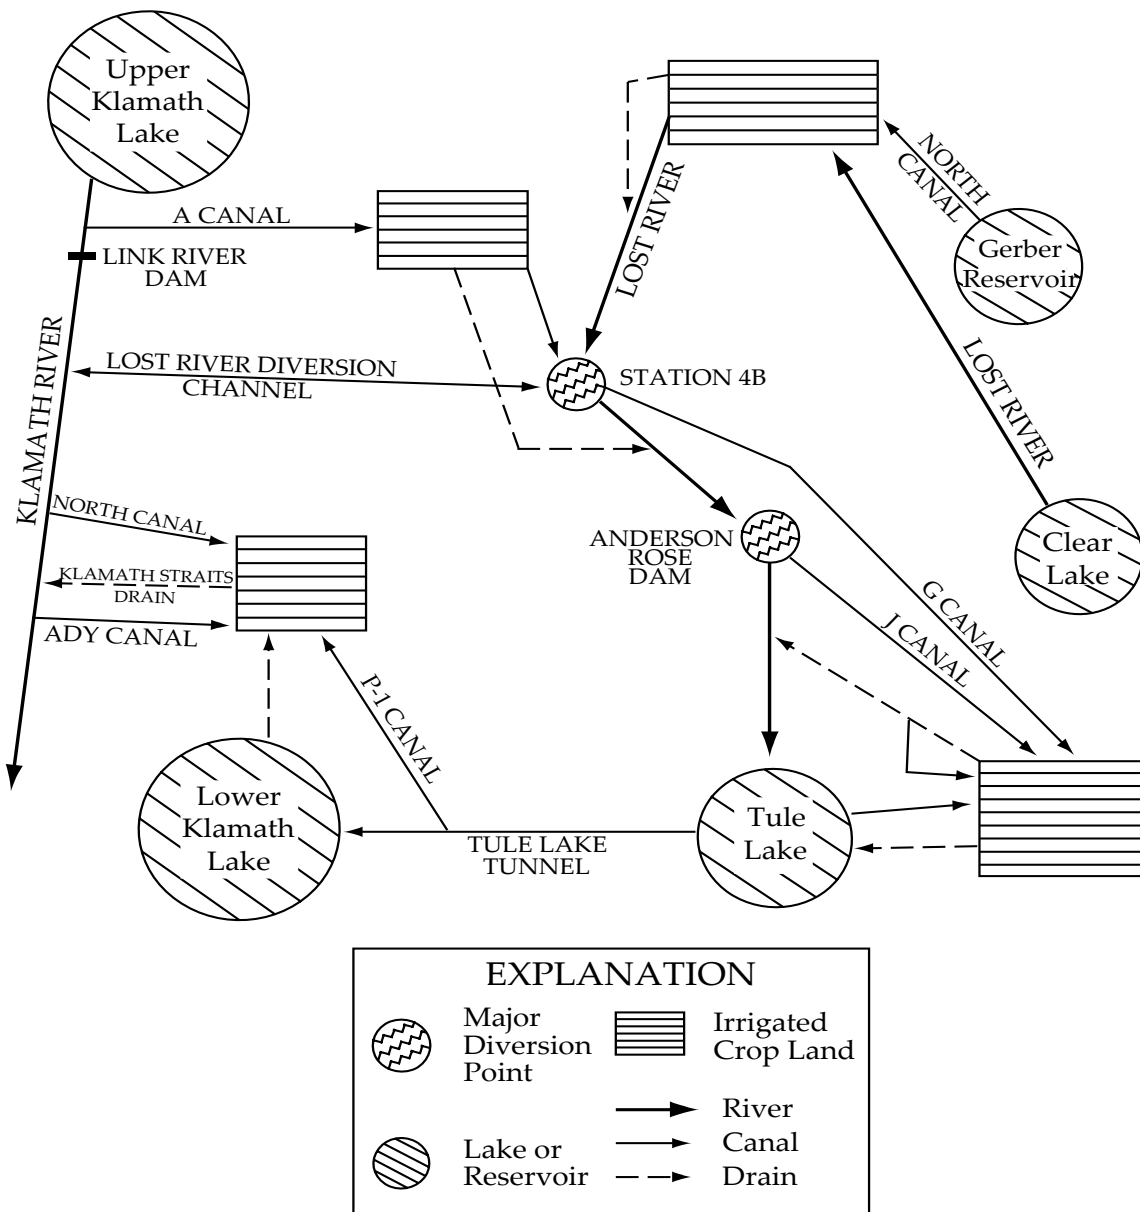 Upper
Klamath
Lake
A CANAL
LINK RIVER
DAM
KLAMATH RIVER
LOST RIVER DIVERSION
CHANNEL
STATION 4B
LOST RIVER
NORTH
CANAL
Gerber
Reservoir
LOST RIVER
Clear
Lake
NORTH CANAL
KLAMATH STRAITS
DRAIN
ADY CANAL
ANDERSON
ROSE
DAM
G CANAL
J CANAL
P-1 CANAL
Lower
Klamath
Lake
TULE LAKE
TUNNEL
Tule
Lake
EXPLANATION
Major
Diversion
Point
Irrigated
Crop Land
Lake or
Reservoir
River
Canal
Drain